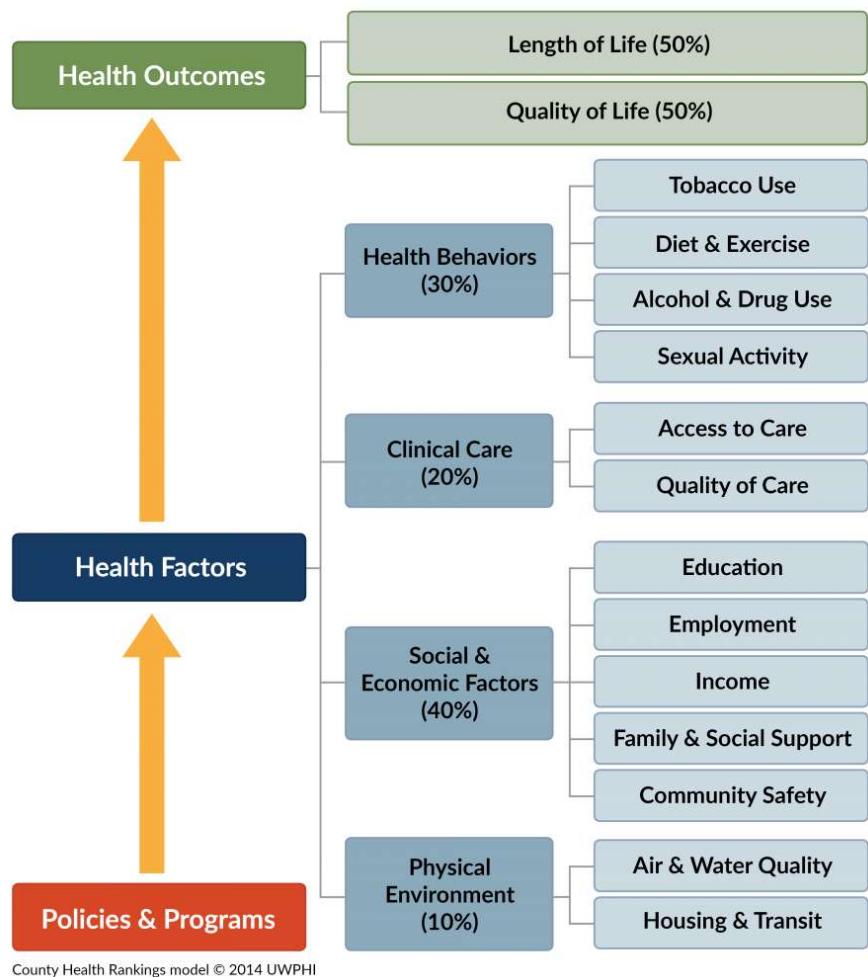 Health Outcomes
Length of Life (50%)
Quality of Life (50%)
Health Factors
Health Behaviors
(30%)
Tobacco Use
Diet & Exercise
Alcohol & Drug Use
Sexual Activity
Clinical Care
(20%)
Access to Care
Quality of Care
Social &
Economic Factors
(40%)
Education
Employment
Income
Family & Social Support
Community Safety
Physical
Environment
(10%)
Air & Water Quality
Housing & Transit
Policies & Programs
County Health Rankings model © 2014 UWPHI